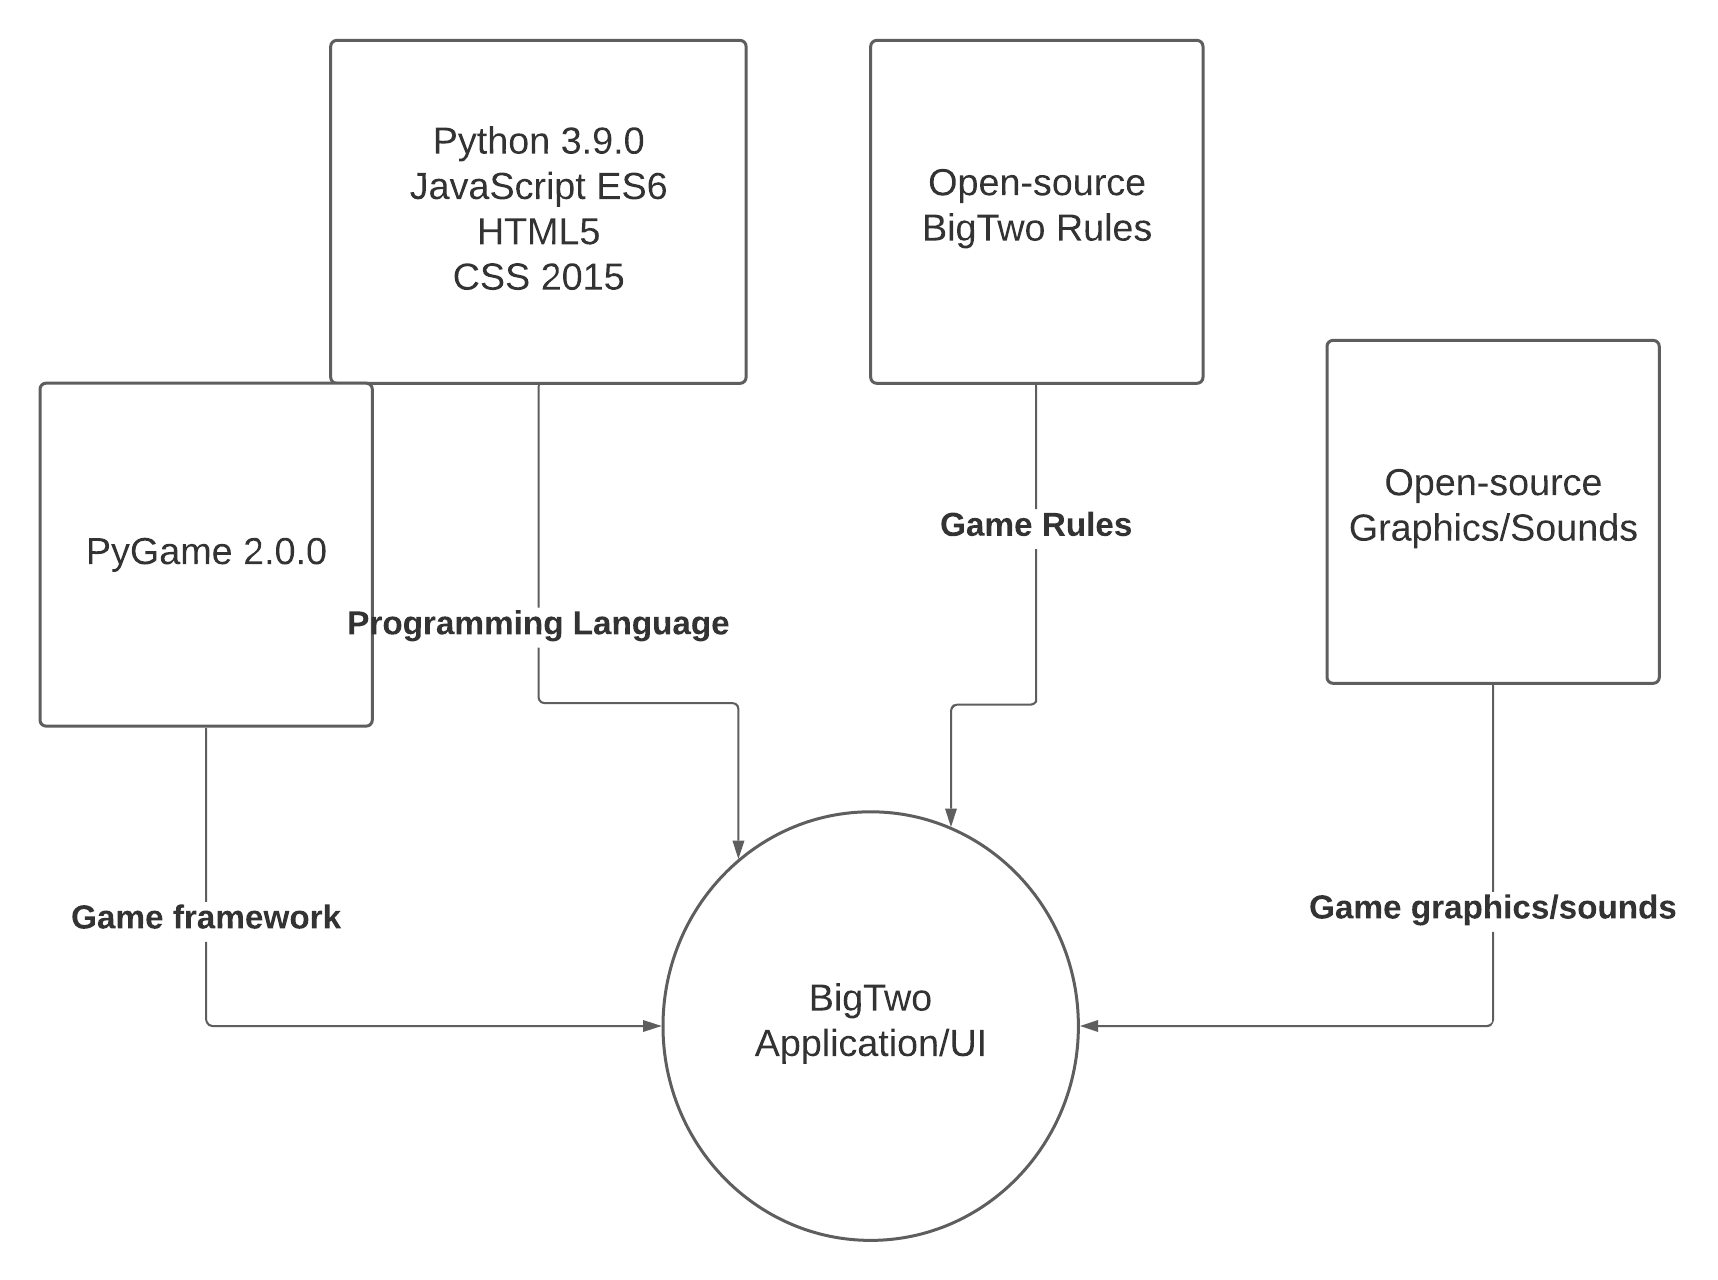 Python 3.9.0
JavaScript ES6
HTML5
CSS 2015
Open-source
BigTwo Rules
Open-source
Graphics/Sounds
PyGame 2.0.0
Game Rules
Programming Language
Game framework
Game graphics/sounds
BigTwo
Application/UI